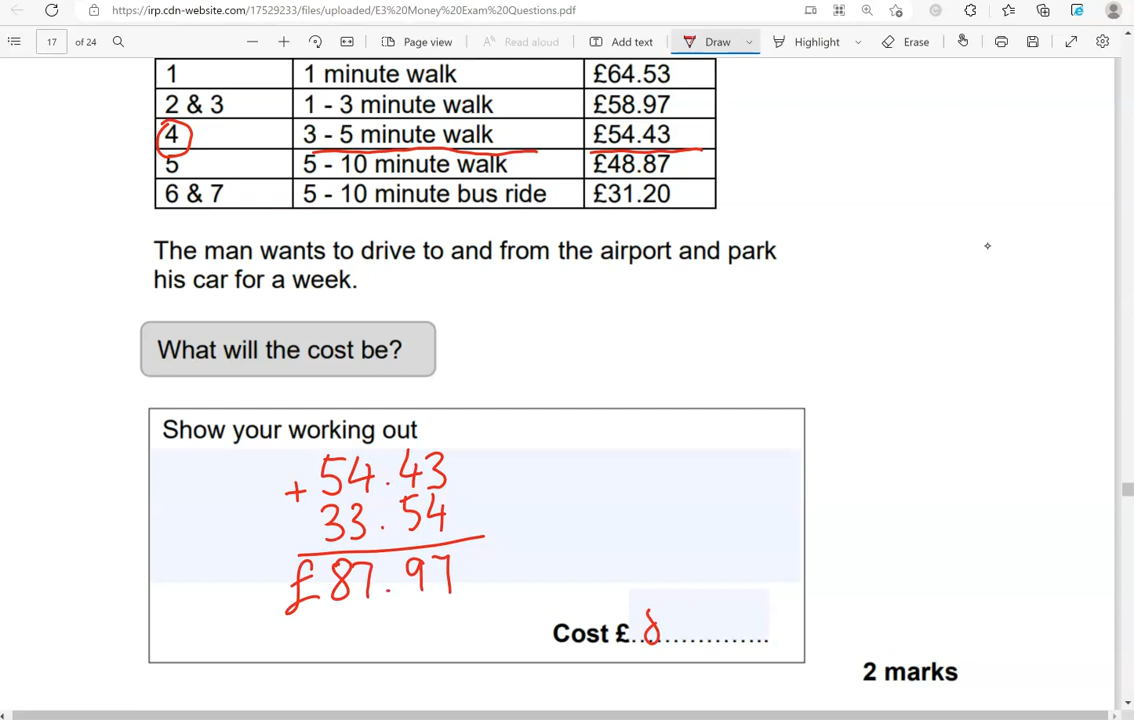 https://irp.cdn-website.com/17529233/files/uploaded/E3%20Money%20Exam%20Questions.pdf
17 of 24 Page view Read aloud Add text Draw Highlight Erase
1 1 minute walk £64.53
2 & 3 1 - 3 minute walk £58.97
4 3 - 5 minute walk £54.43
5 5 - 10 minute walk £48.87
6 & 7 5 - 10 minute bus ride £31.20
The man wants to drive to and from the airport and park
his car for a week.
What will the cost be?
Show your working out
54.43
+
33.54
£87.97
Cost £ 8
2 marks